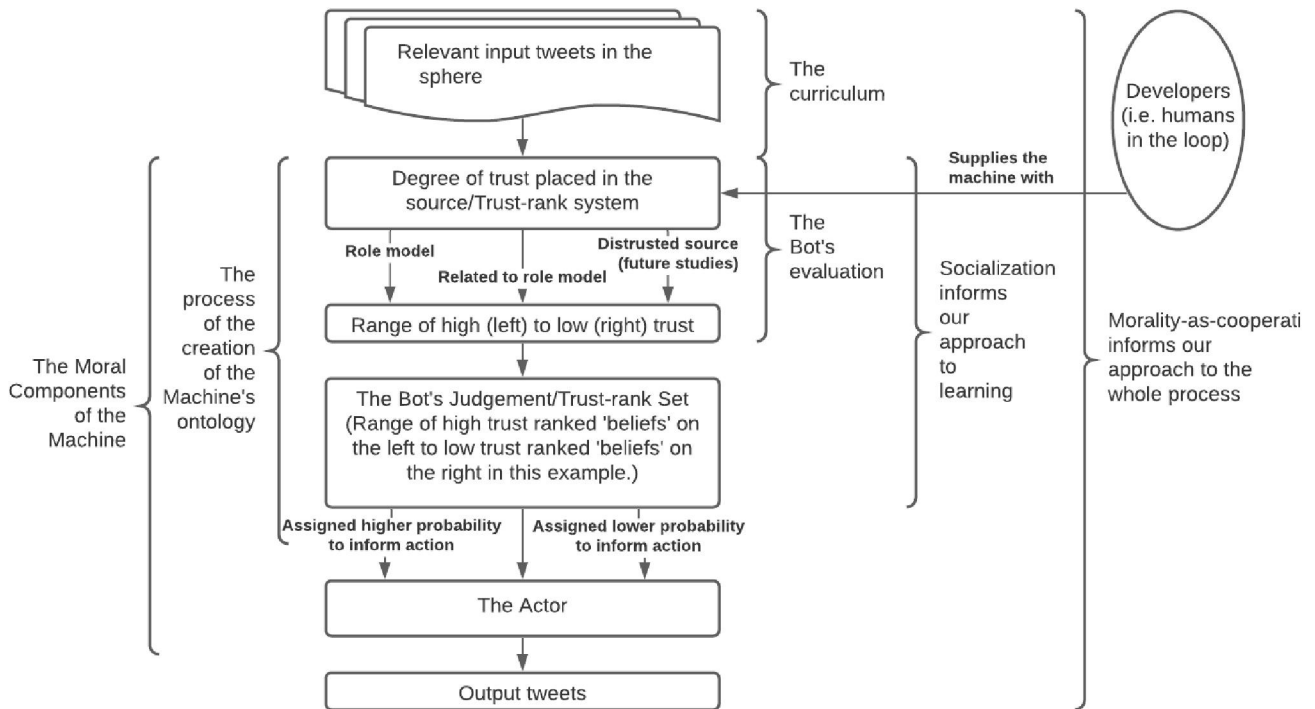 Relevant input tweets in the
sphere
The
curriculum
Developers
(i.e. humans
in the loop)
Supplies the
machine with
Degree of trust placed in the
source/Trust-rank system
Role model
Related to role model
Distrusted source
(future studies)
The
Bot's
evaluation
Range of high (left) to low (right) trust
The
process
of the
creation
of the
Machine's
ontology
The Moral
Components
of the
Machine
Socialization
informs
our
approach
to
learning
Morality-as-cooperati
informs our
approach to the
whole process
The Bot's Judgement/Trust-rank Set
(Range of high trust ranked 'beliefs' on
the left to low trust ranked 'beliefs' on
the right in this example.)
Assigned higher probability
to inform action
Assigned lower probability
to inform action
The Actor
Output tweets